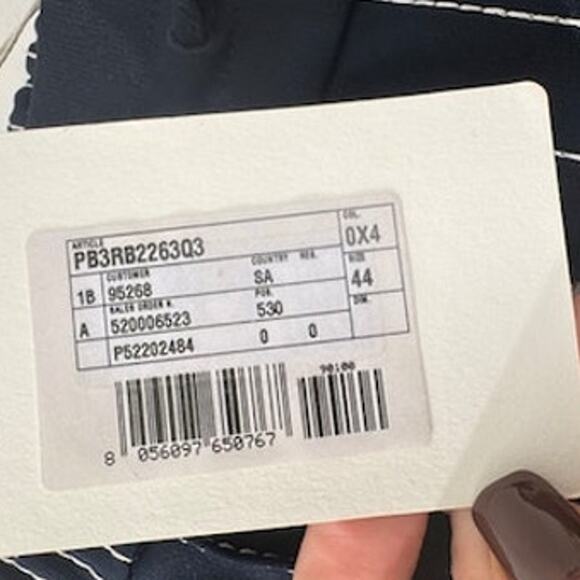 ARTICLE COL.
PB3RB2263Q3 0X4
CUSTOMER COUNTRY REG. SIZE
1B 95268 SA 44
SALES ORDER N. POS. DIM.
A 520006523 530
P52202484 0 0
90100
8 056097 650767